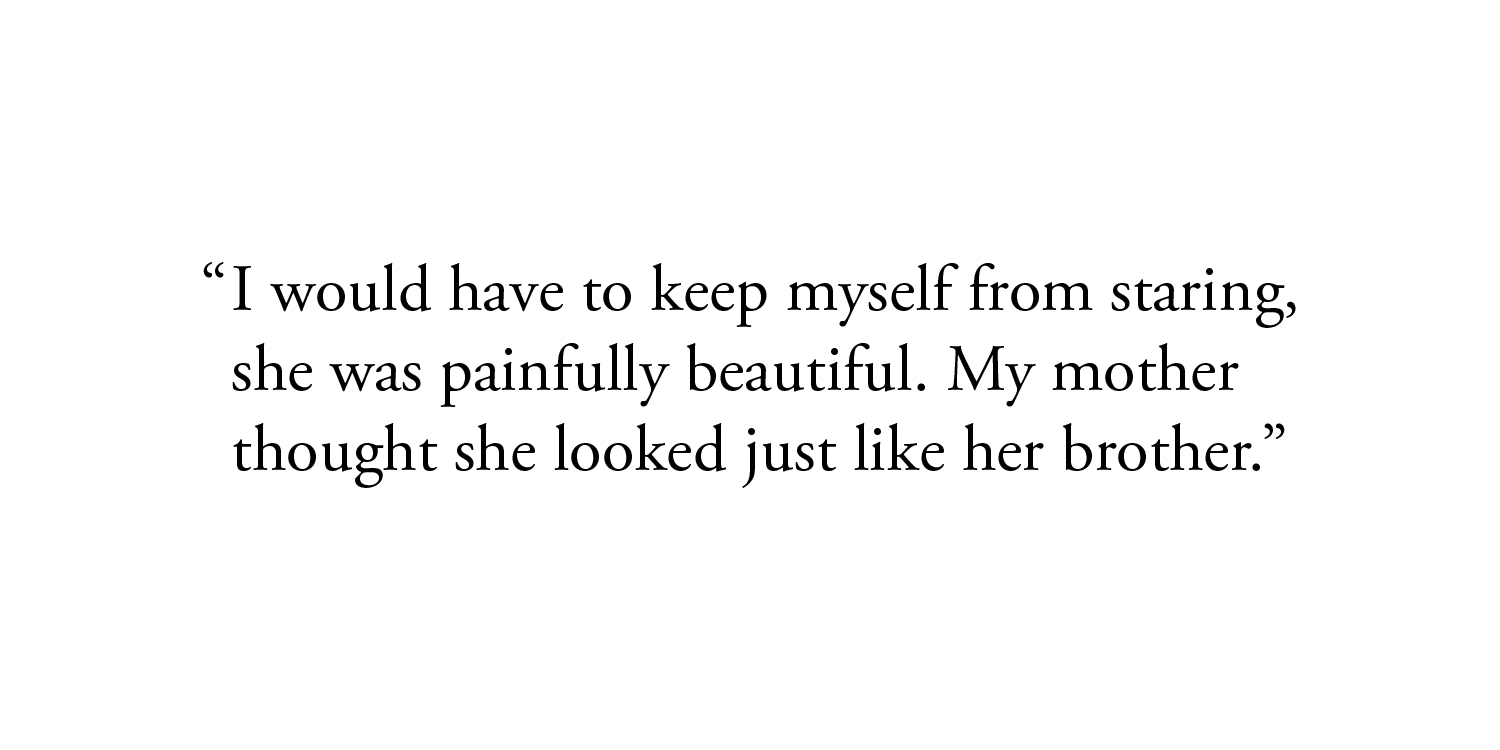 “I would have to keep myself from staring,
she was painfully beautiful. My mother
thought she looked just like her brother.”